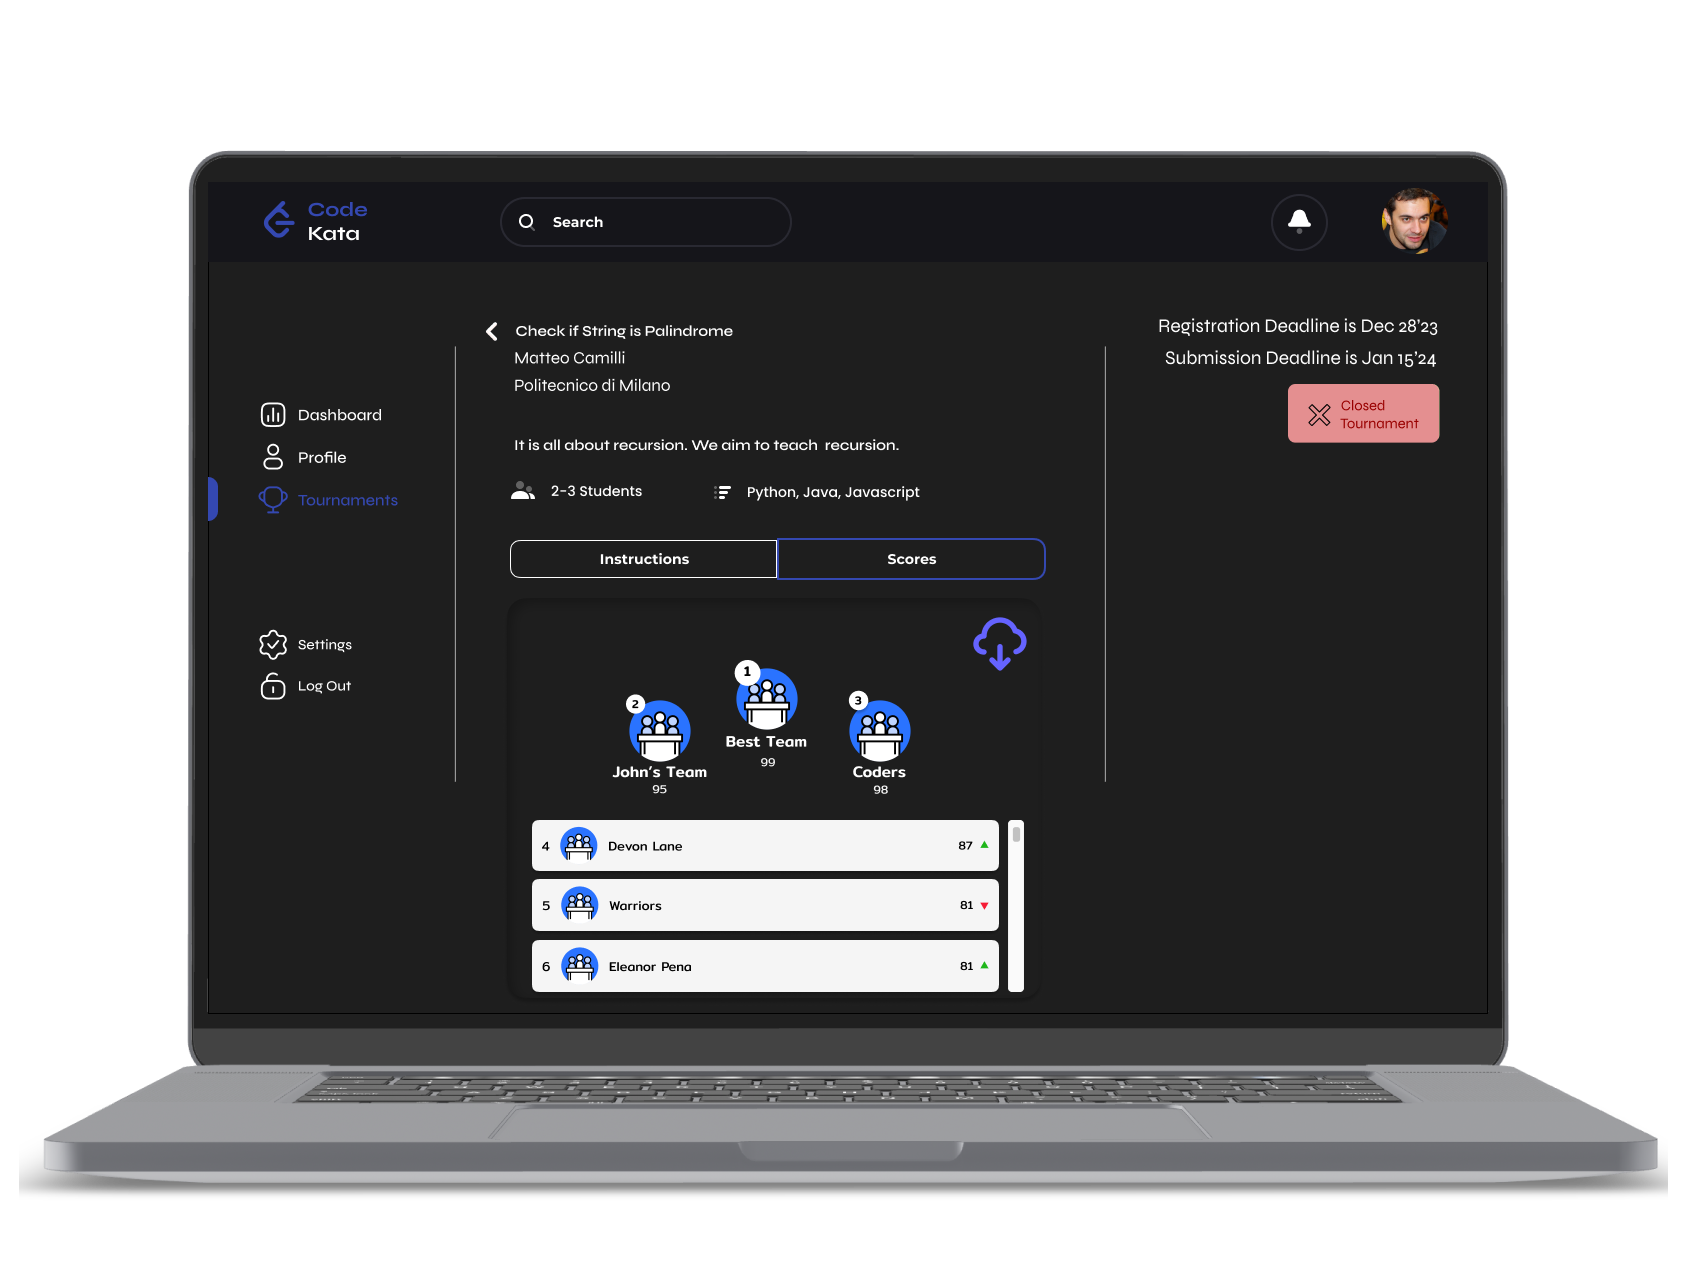 Code
Kata
Search
Check if String is Palindrome
Matteo Camilli
Politecnico di Milano
Registration Deadline is Dec 28'23
Submission Deadline is Jan 15'24
Closed
Tournament
Dashboard
Profile
Tournaments
Settings
Log Out
It is all about recursion. We aim to teach  recursion.
2-3 Students
Python, Java, Javascript
Instructions
Scores
1
Best Team
99
2
John's Team
95
3
Coders
98
4 Devon Lane 87
5 Warriors 81
6 Eleanor Pena 81